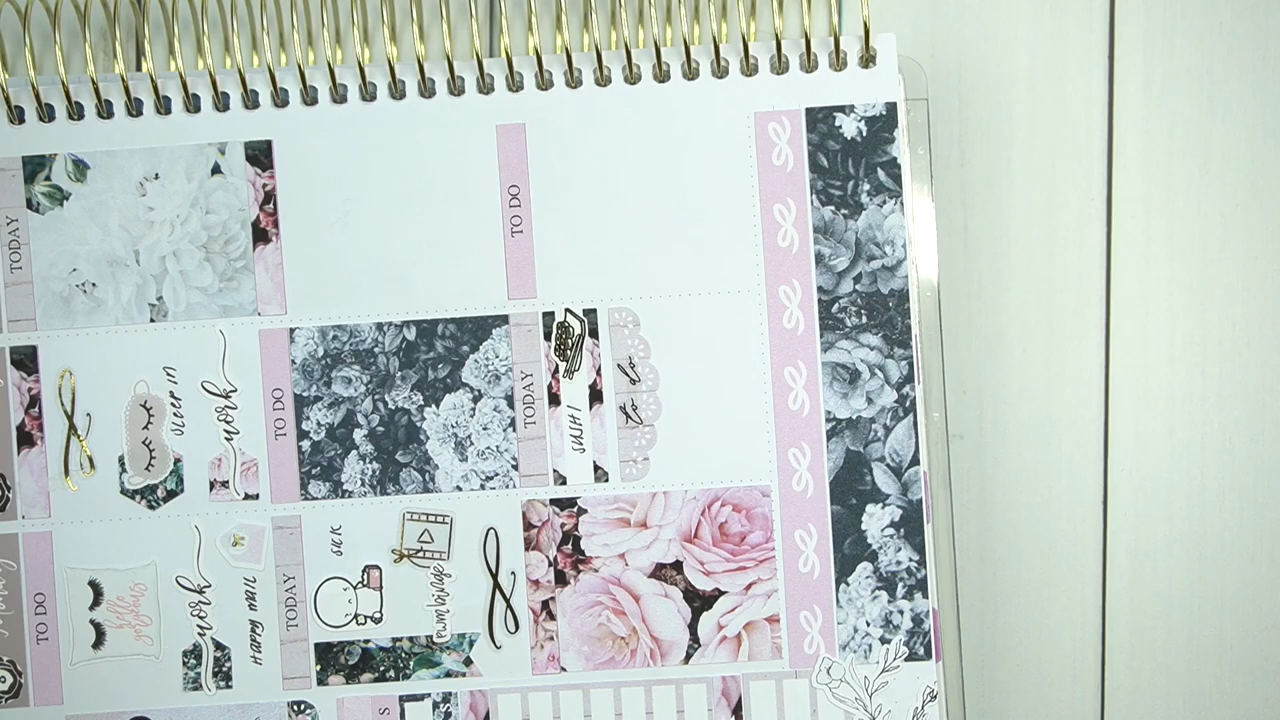 TODAY
TO DO
SLEEP IN
work
TO DO
TODAY
SUSHI
to do
TO DO
hello
gorgeous
work
HAPPY MAIL
TODAY
SICK
PWM BINGE
S